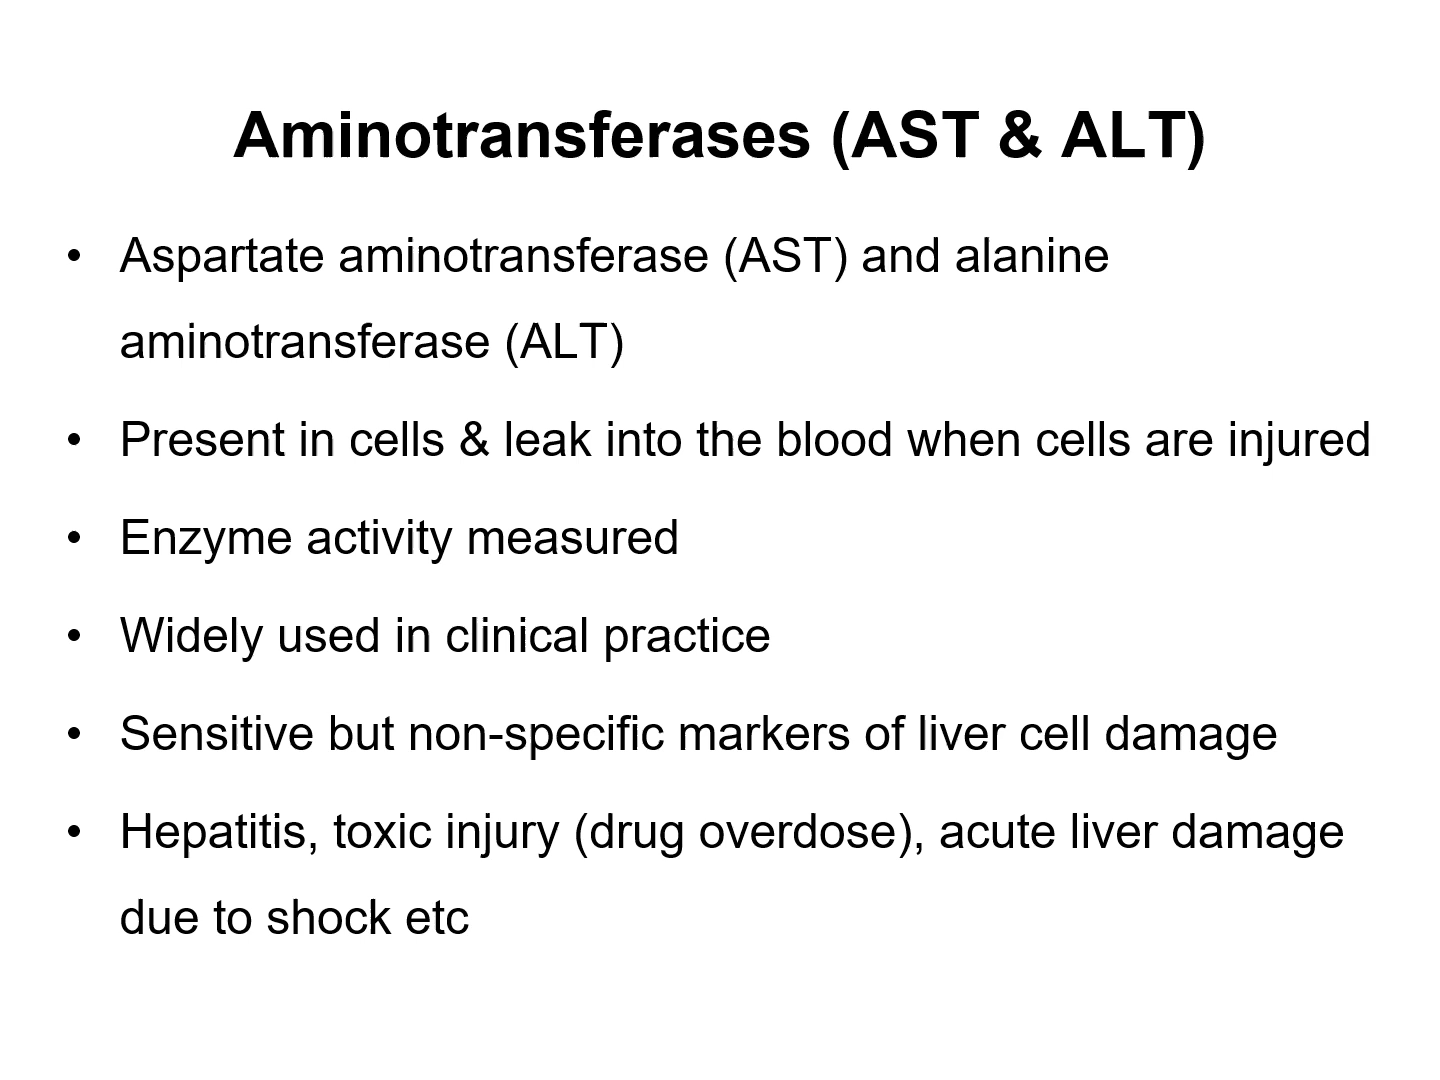 Aminotransferases (AST & ALT)
• Aspartate aminotransferase (AST) and alanine
aminotransferase (ALT)
• Present in cells & leak into the blood when cells are injured
• Enzyme activity measured
• Widely used in clinical practice
• Sensitive but non-specific markers of liver cell damage
• Hepatitis, toxic injury (drug overdose), acute liver damage
due to shock etc